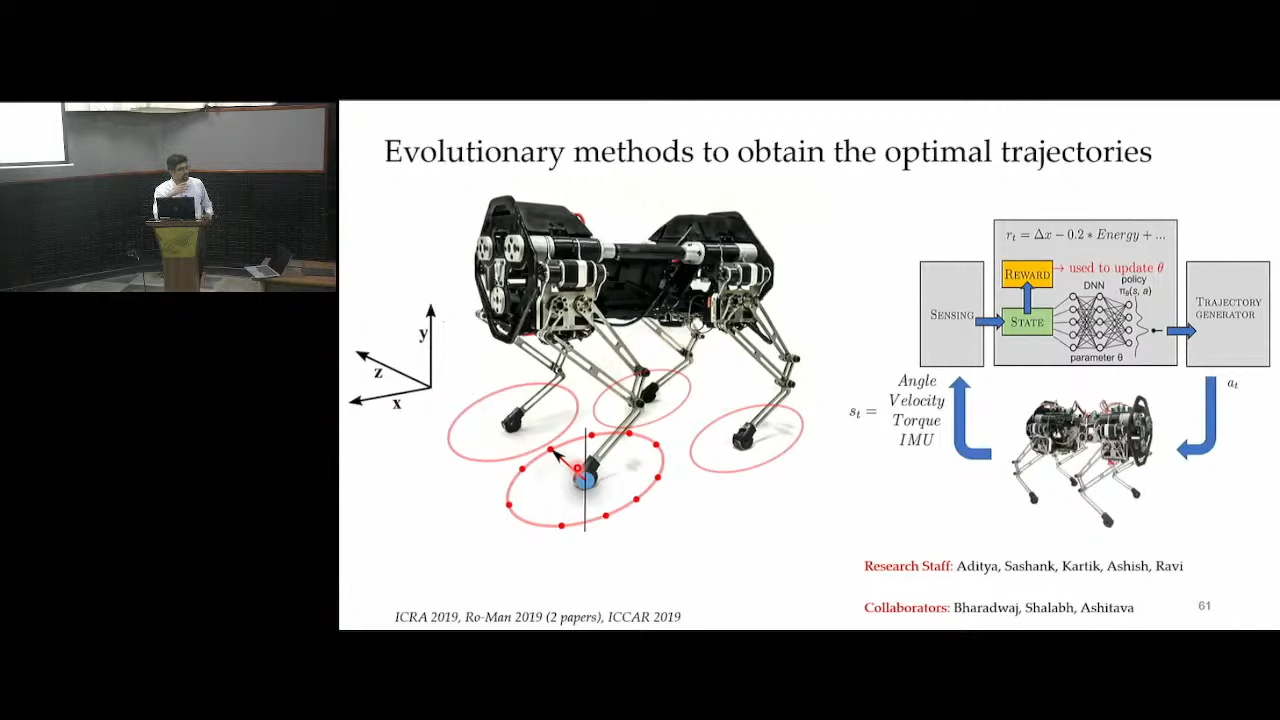 Evolutionary methods to obtain the optimal trajectories
y
z
x
θ
r_t = Δx − 0.2 ∗ Energy + ...
REWARD
→ used to update θ
SENSING
STATE
DNN
policy
π_θ(s, a)
parameter θ
TRAJECTORY
GENERATOR
s_t =
Angle
Velocity
Torque
IMU
a_t
Research Staff: Aditya, Sashank, Kartik, Ashish, Ravi
Collaborators: Bharadwaj, Shalabh, Ashitava
61
ICRA 2019, Ro-Man 2019 (2 papers), ICCAR 2019